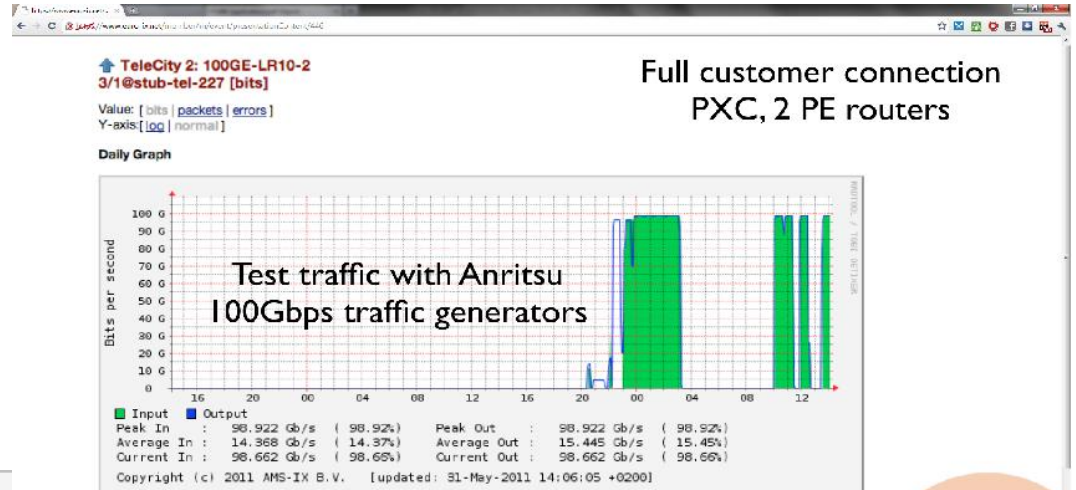 TeleCity 2: 100GE-LR10-2
3/1@stub-tel-227 [bits]
Full customer connection
PXC, 2 PE routers
Value: [ bits | packets | errors ]
Y-axis:[ log | normal ]
Daily Graph
Test traffic with Anritsu
100Gbps traffic generators
Bits per second
100 G
90 G
80 G
70 G
60 G
50 G
40 G
30 G
20 G
10 G
0
16 20 00 04 08 12 16 20 00 04 08 12
RRDTOOL / TOBI OETIKER
Input Output
Peak In : 98.922 Gb/s ( 98.92%) Peak Out : 98.922 Gb/s ( 98.92%)
Average In : 14.368 Gb/s ( 14.37%) Average Out : 15.445 Gb/s ( 15.45%)
Current In : 98.662 Gb/s ( 98.66%) Current Out : 98.662 Gb/s ( 98.66%)
Copyright (c) 2011 AMS-IX B.V. [updated: 31-May-2011 14:06:05 +0200]